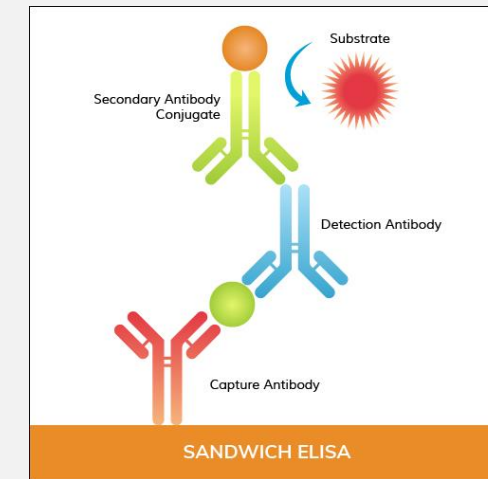 Substrate
Secondary Antibody
Conjugate
Detection Antibody
Capture Antibody
SANDWICH ELISA